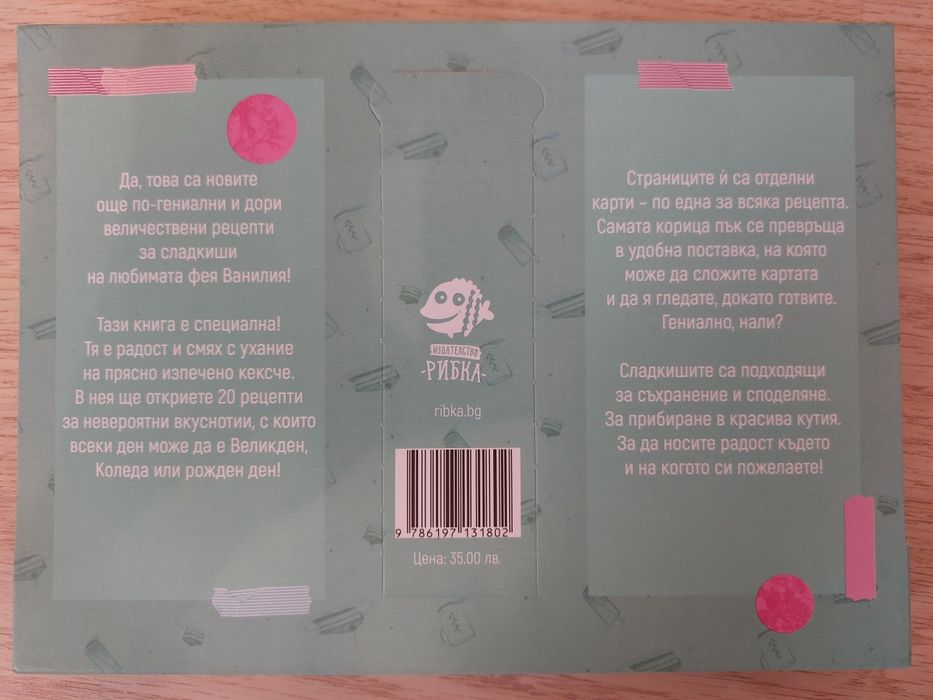 Да, това са новите
още по-гениални и дори
величествени рецепти
за сладкиши
на любимата фея Ванилия!
Тази книга е специална!
Тя е радост и смях с ухание
на прясно изпечено кексче.
В нея ще откриете 20 рецепти
за невероятни вкуснотии, с които
всеки ден може да е Великден,
Коледа или рожден ден!
ИЗДАТЕЛСТВО
-РИБКА-
ribka.bg
9 786197 131802
Цена: 35.00 лв.
Страниците ѝ са отделни
карти – по една за всяка рецепта.
Самата корица пък се превръща
в удобна поставка, на която
може да сложите картата
и да я гледате, докато готвите.
Гениално, нали?
Сладкишите са подходящи
за съхранение и споделяне.
За прибиране в красива кутия.
За да носите радост където
и на когото си пожелаете!